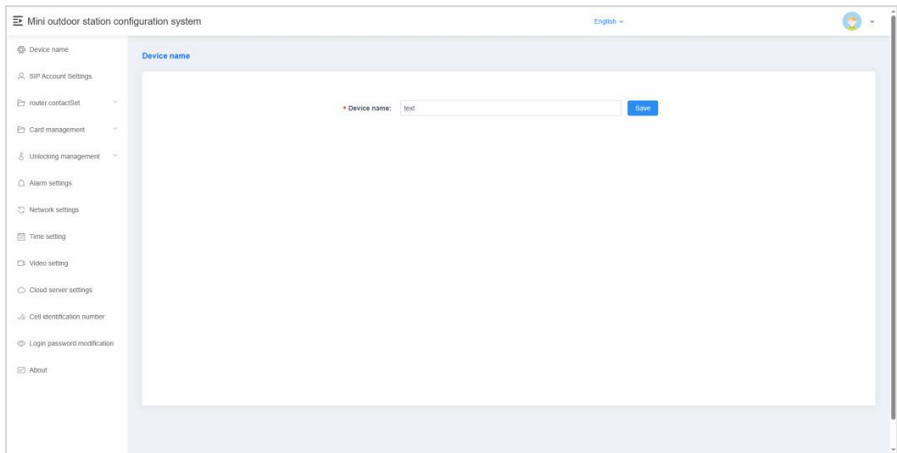 Mini outdoor station configuration system
English
Device name
SIP Account Settings
router.contactSet
Card management
Unlocking management
Alarm settings
Network settings
Time setting
Video setting
Cloud server settings
Cell identification number
Login password modification
About
Device name
* Device name: text Save